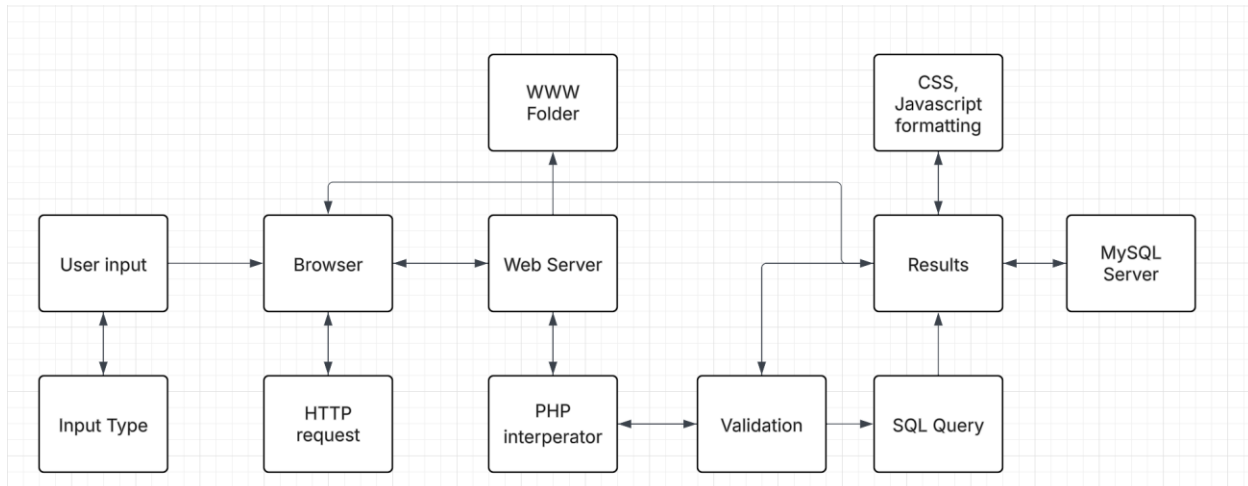 WWW
Folder
CSS,
Javascript
formatting
User input
Browser
Web Server
Results
MySQL
Server
Input Type
HTTP
request
PHP
interperator
Validation
SQL Query